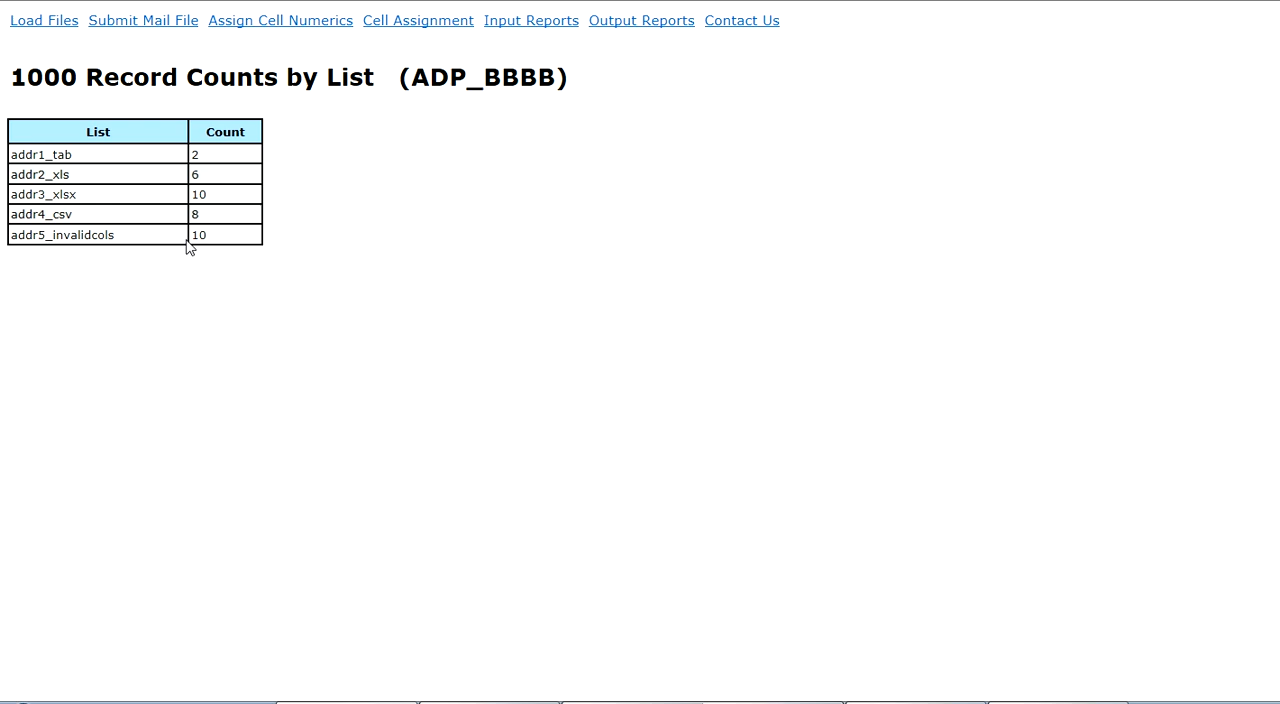 Load Files Submit Mail File Assign Cell Numerics Cell Assignment Input Reports Output Reports Contact Us
1000 Record Counts by List (ADP_BBBB)
List Count
addr1_tab 2
addr2_xls 6
addr3_xlsx 10
addr4_csv 8
addr5_invalidcols 10